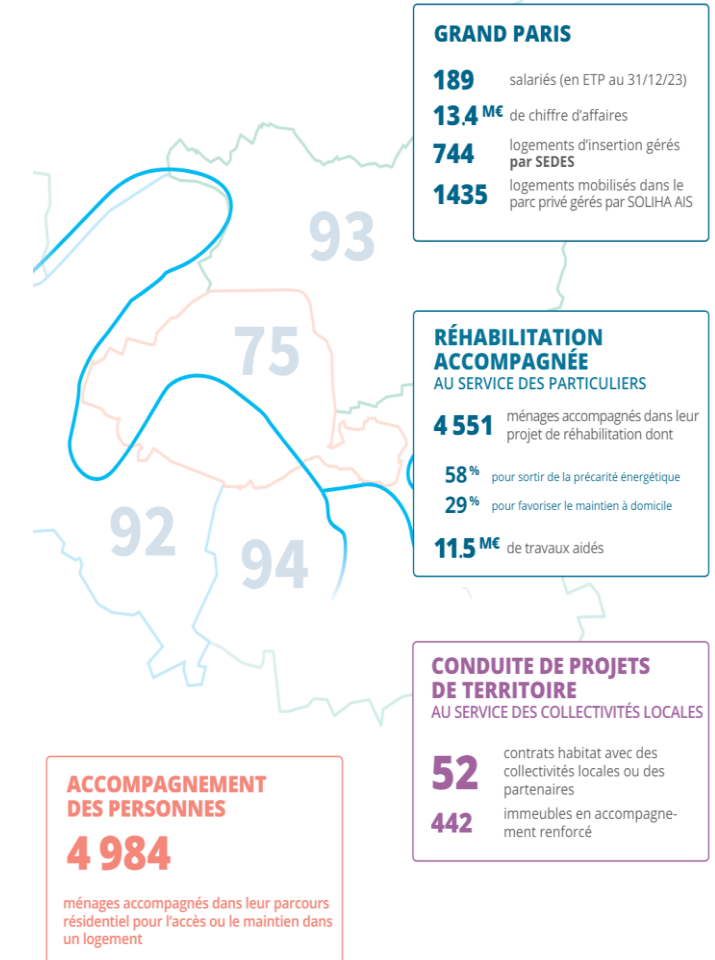 GRAND PARIS
189 salariés (en ETP au 31/12/23)
13.4 M€ de chiffre d'affaires
744 logements d'insertion gérés
par SEDES
1435 logements mobilisés dans le
parc privé gérés par SOLIHA AIS
93
75
92
94
RÉHABILITATION
ACCOMPAGNÉE
AU SERVICE DES PARTICULIERS
4 551 ménages accompagnés dans leur
projet de réhabilitation dont
58 % pour sortir de la précarité énergétique
29 % pour favoriser le maintien à domicile
11.5 M€ de travaux aidés
CONDUITE DE PROJETS
DE TERRITOIRE
AU SERVICE DES COLLECTIVITÉS LOCALES
52 contrats habitat avec des
collectivités locales ou des
partenaires
442 immeubles en accompagne-
ment renforcé
ACCOMPAGNEMENT
DES PERSONNES
4 984
ménages accompagnés dans leur parcours
résidentiel pour l'accès ou le maintien dans
un logement